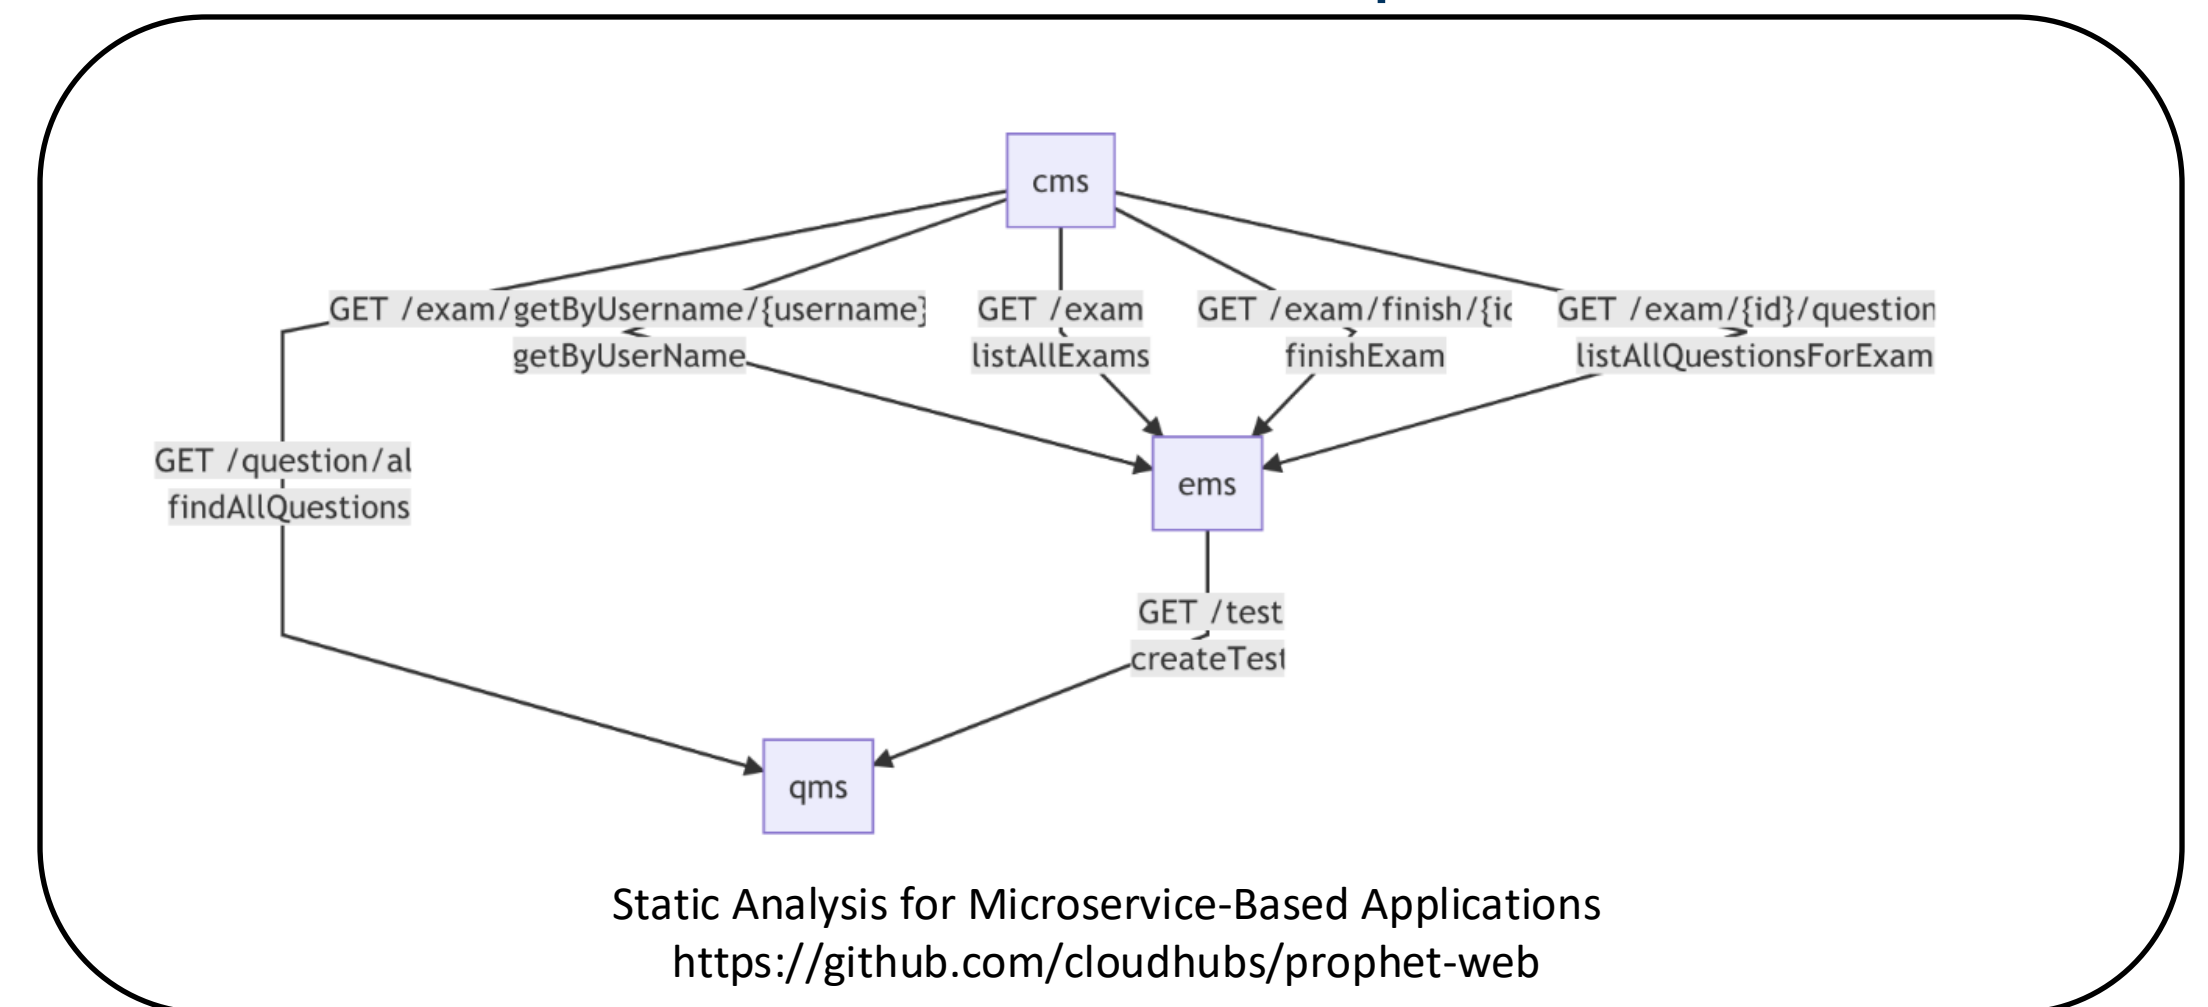 cms
GET /exam/getByUsername/{username}
getByUserName
GET /exam
listAllExams
GET /exam/finish/{ic
finishExam
GET /exam/{id}/question
listAllQuestionsForExam
GET /question/al
findAllQuestions
ems
GET /test
createTest
qms
Static Analysis for Microservice-Based Applications
https://github.com/cloudhubs/prophet-web